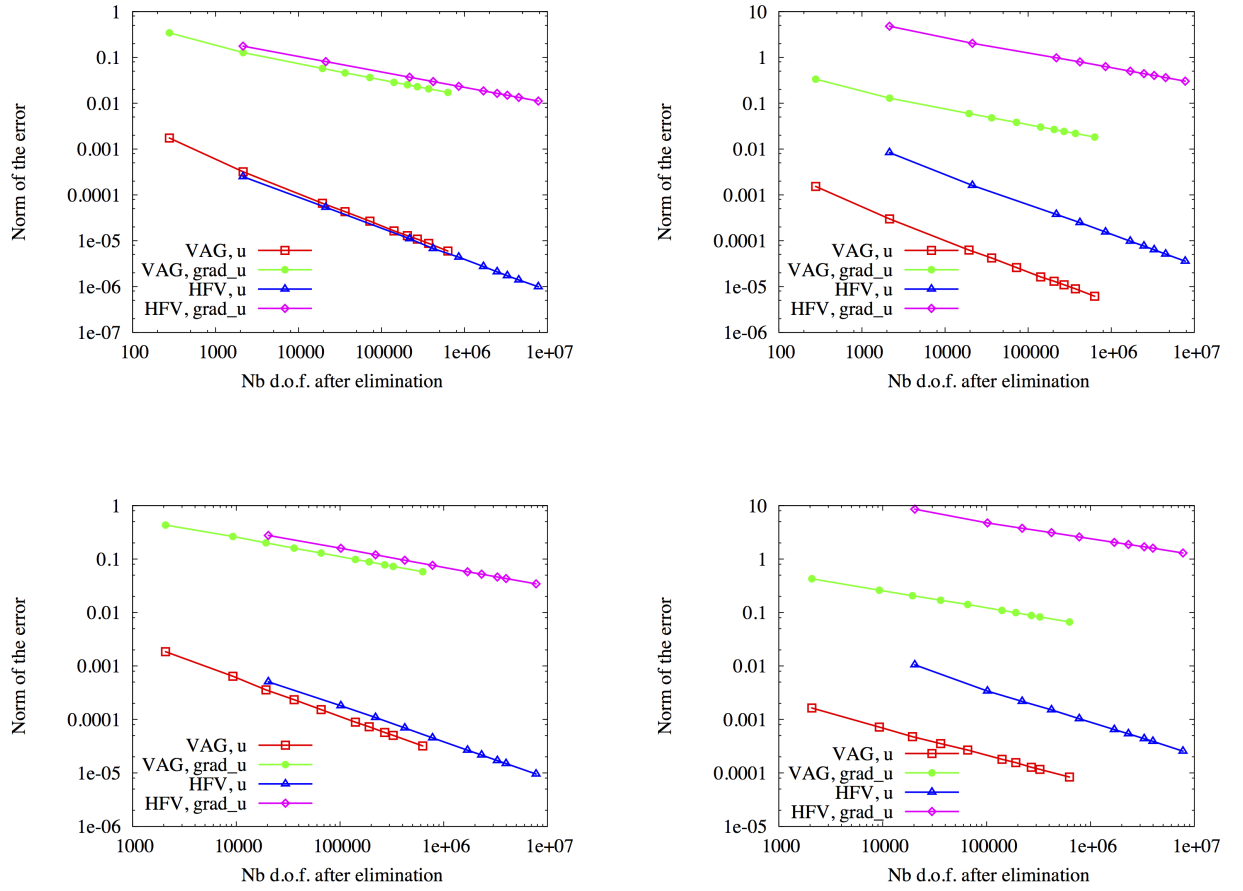 Norm of the error
1
0.1
0.01
0.001
0.0001
1e-05
1e-06
1e-07
VAG, u
VAG, grad_u
HFV, u
HFV, grad_u
100 1000 10000 100000 1e+06 1e+07
Nb d.o.f. after elimination
Norm of the error
10
1
0.1
0.01
0.001
0.0001
1e-05
1e-06
VAG, u
VAG, grad_u
HFV, u
HFV, grad_u
100 1000 10000 100000 1e+06 1e+07
Nb d.o.f. after elimination
Norm of the error
1
0.1
0.01
0.001
0.0001
1e-05
1e-06
VAG, u
VAG, grad_u
HFV, u
HFV, grad_u
1000 10000 100000 1e+06 1e+07
Nb d.o.f. after elimination
Norm of the error
10
1
0.1
0.01
0.001
0.0001
1e-05
VAG, u
VAG, grad_u
HFV, u
HFV, grad_u
1000 10000 100000 1e+06 1e+07
Nb d.o.f. after elimination